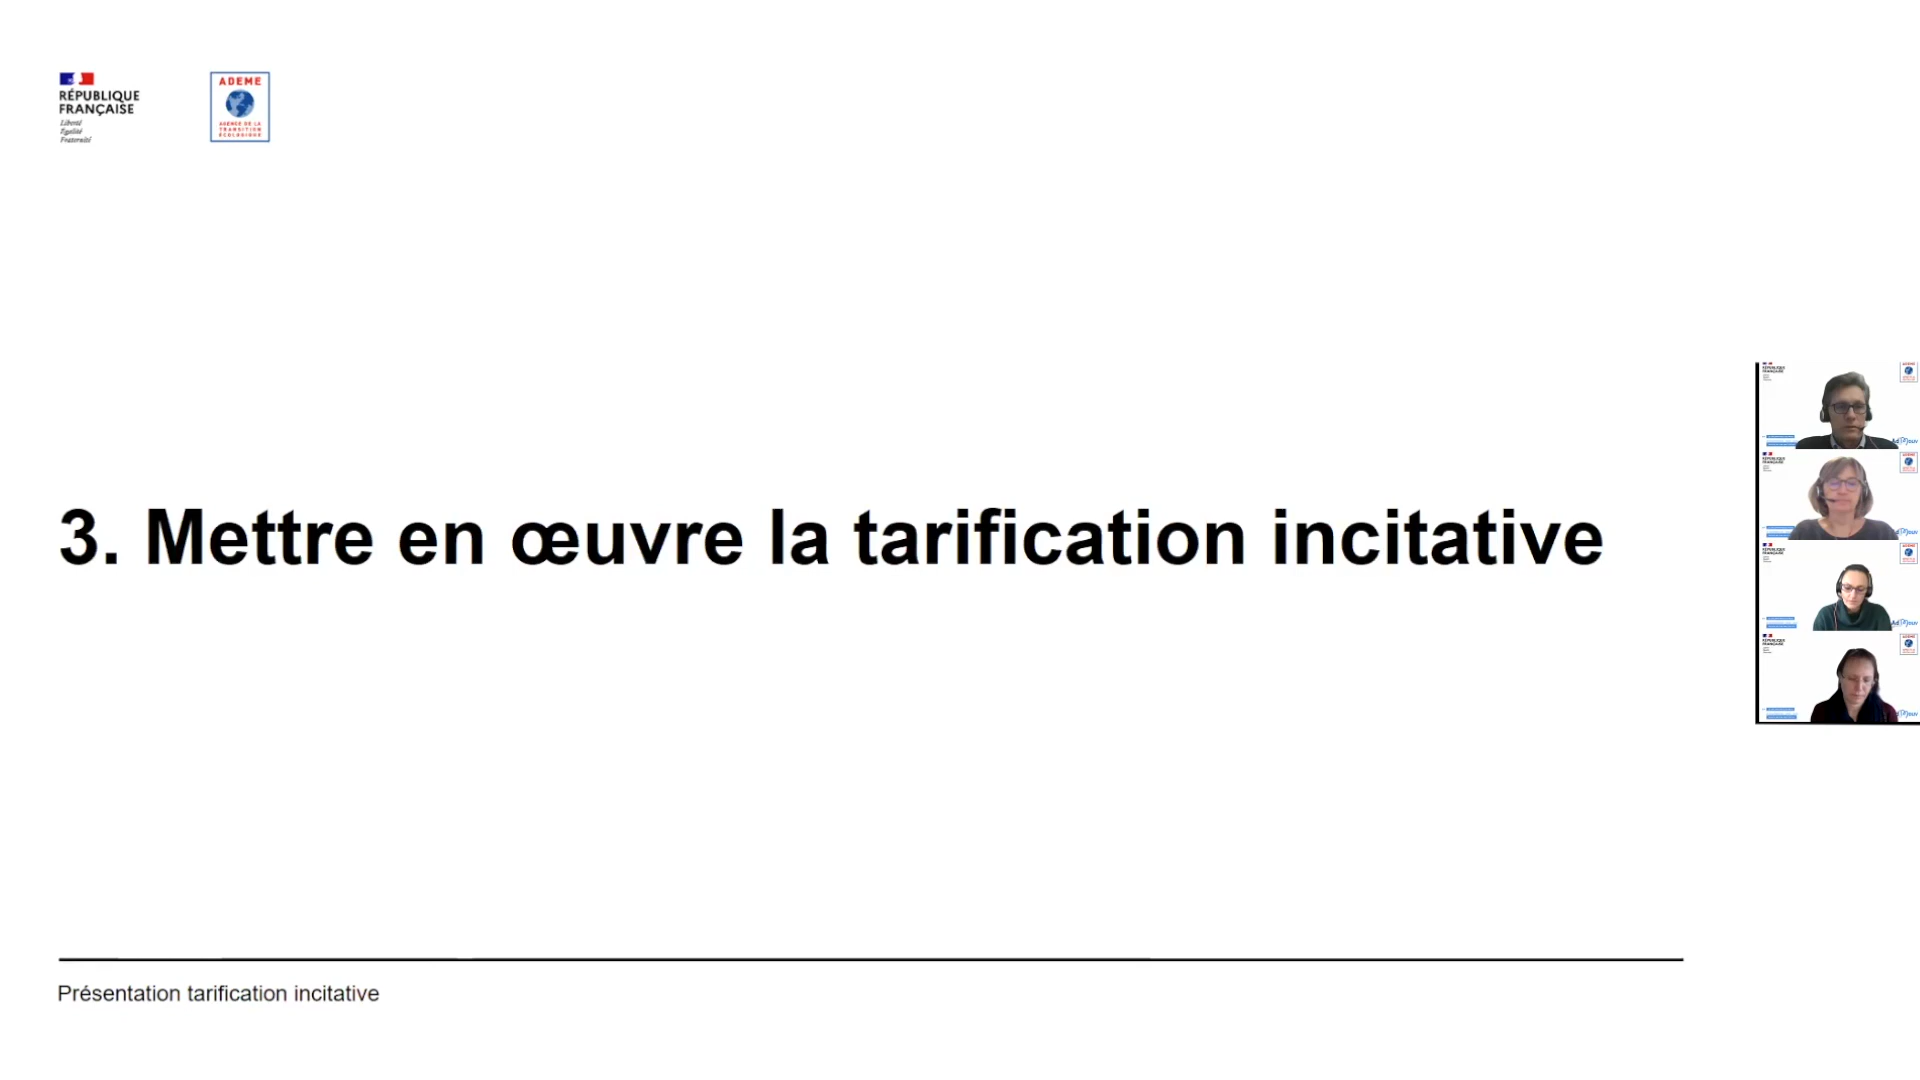 RÉPUBLIQUE
FRANÇAISE
Liberté
Égalité
Fraternité
ADEME
AGENCE DE LA
TRANSITION
ÉCOLOGIQUE
3. Mettre en œuvre la tarification incitative
Présentation tarification incitative